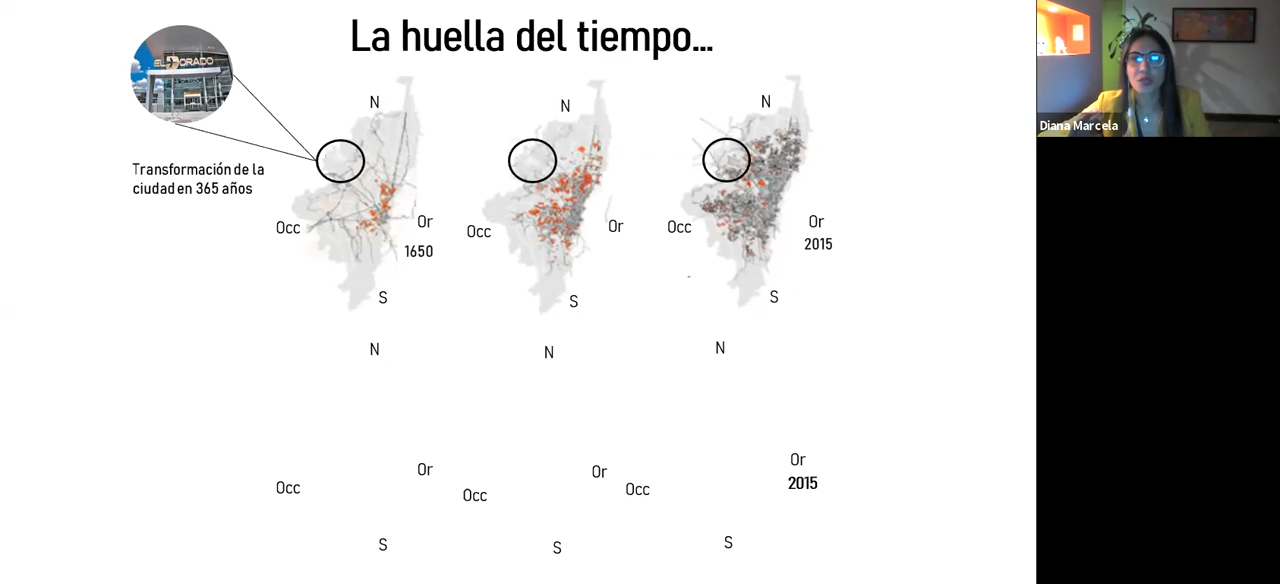 La huella del tiempo...
EL DORADO
Transformación de la
ciudad en 365 años
N
Occ
Or
1650
S
N
Occ
Or
S
N
Occ
Or
2015
S
N
Occ
Or
S
N
Occ
Or
S
N
Occ
Or
2015
S
Diana Marcela